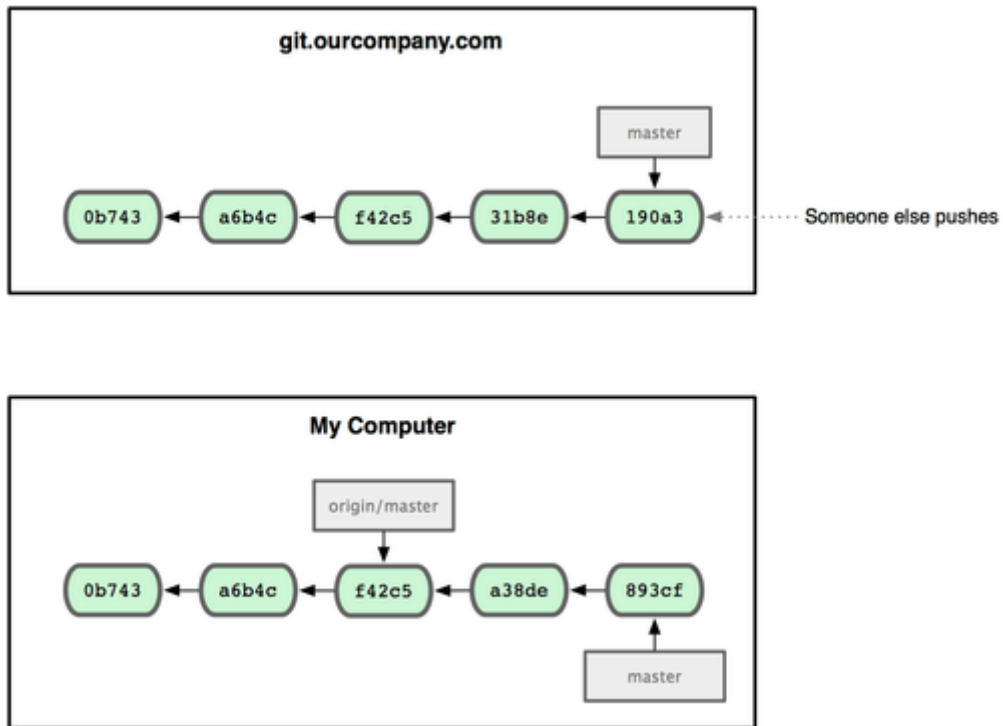 git.ourcompany.com
master
0b743 a6b4c f42c5 31b8e 190a3 Someone else pushes
My Computer
origin/master
0b743 a6b4c f42c5 a38de 893cf
master